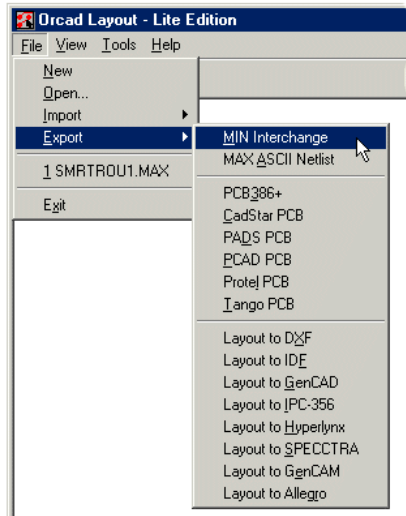 Orcad Layout - Lite Edition
File View Tools Help
New
Open...
Import
Export
1 SMRTROU1.MAX
Exit
MIN Interchange
MAX ASCII Netlist
PCB386+
CadStar PCB
PADS PCB
PCAD PCB
Protel PCB
Tango PCB
Layout to DXF
Layout to IDF
Layout to GenCAD
Layout to IPC-356
Layout to Hyperlynx
Layout to SPECCTRA
Layout to GenCAM
Layout to Allegro